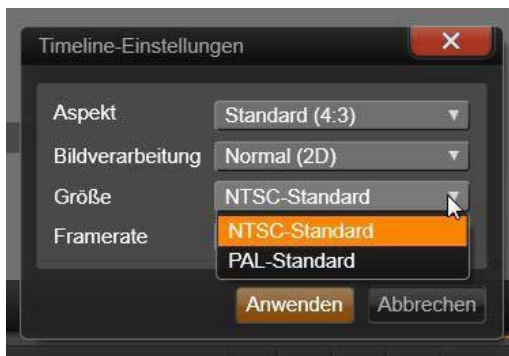 Timeline-Einstellungen
Aspekt Standard (4:3)
Bildverarbeitung Normal (2D)
Größe NTSC-Standard
NTSC-Standard
Framerate
PAL-Standard
Anwenden Abbrechen